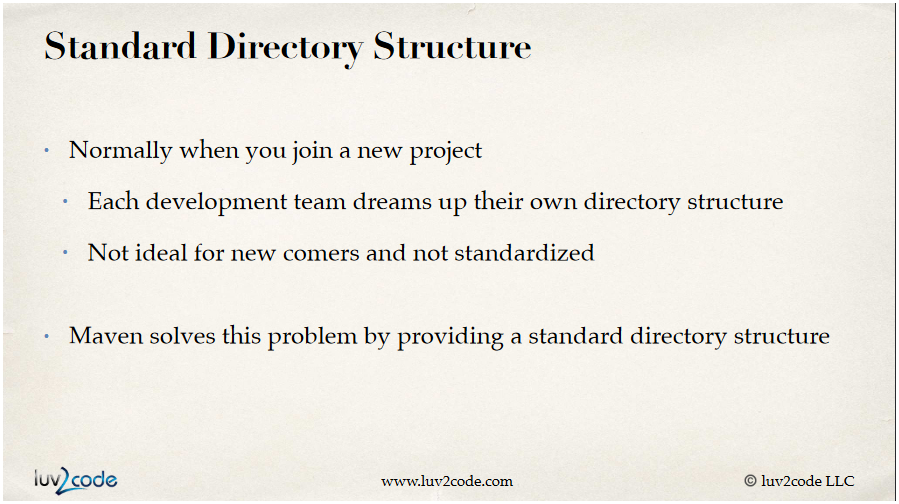 Standard Directory Structure
• Normally when you join a new project
• Each development team dreams up their own directory structure
• Not ideal for new comers and not standardized
• Maven solves this problem by providing a standard directory structure
luv2code
www.luv2code.com
© luv2code LLC